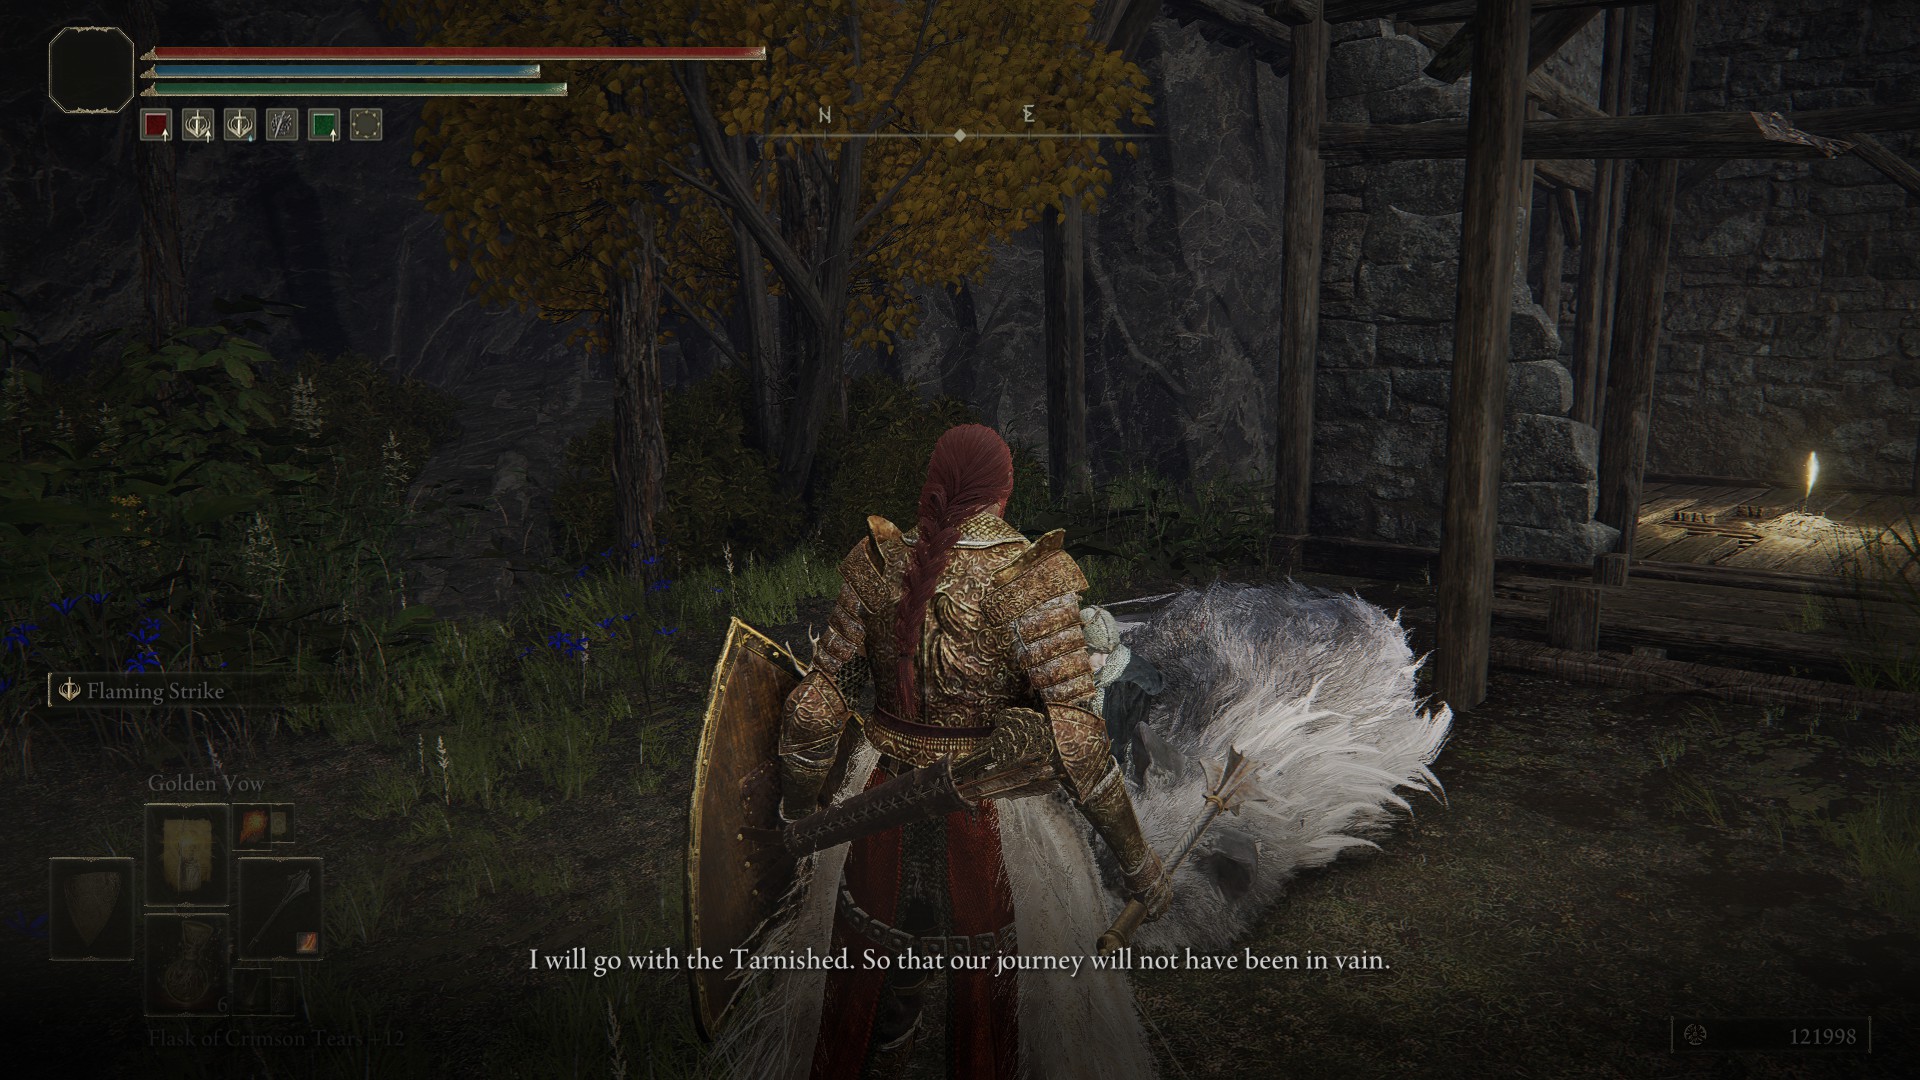 N
E
Flaming Strike
Golden Vow
6
I will go with the Tarnished. So that our journey will not have been in vain.
Flask of Crimson Tears +12
121998